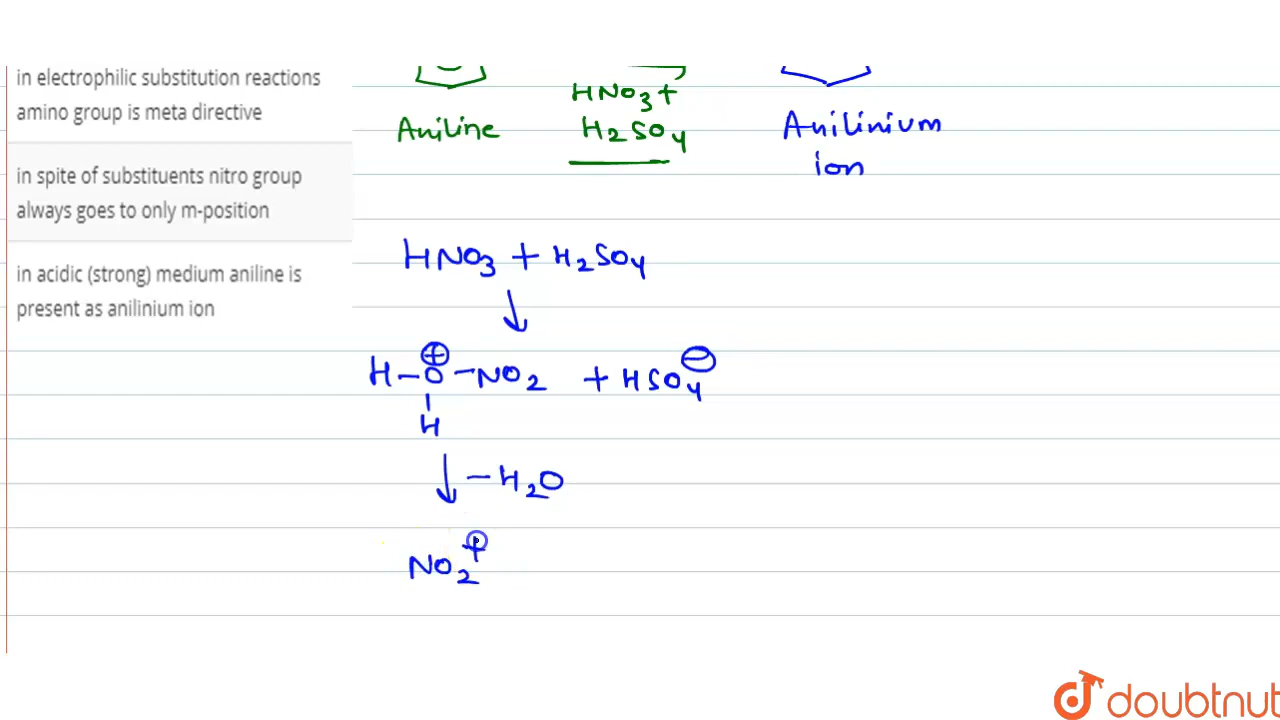 in electrophilic substitution reactions
amino group is meta directive
in spite of substituents nitro group
always goes to only m-position
in acidic (strong) medium aniline is
present as anilinium ion
Aniline
HNO3 +
H2SO4
Anilinium
ion
HNO3 + H2SO4
↓
H–O⊕–NO2 + HSO4⊖
|
H
↓ –H2O
NO2+
doubtnut